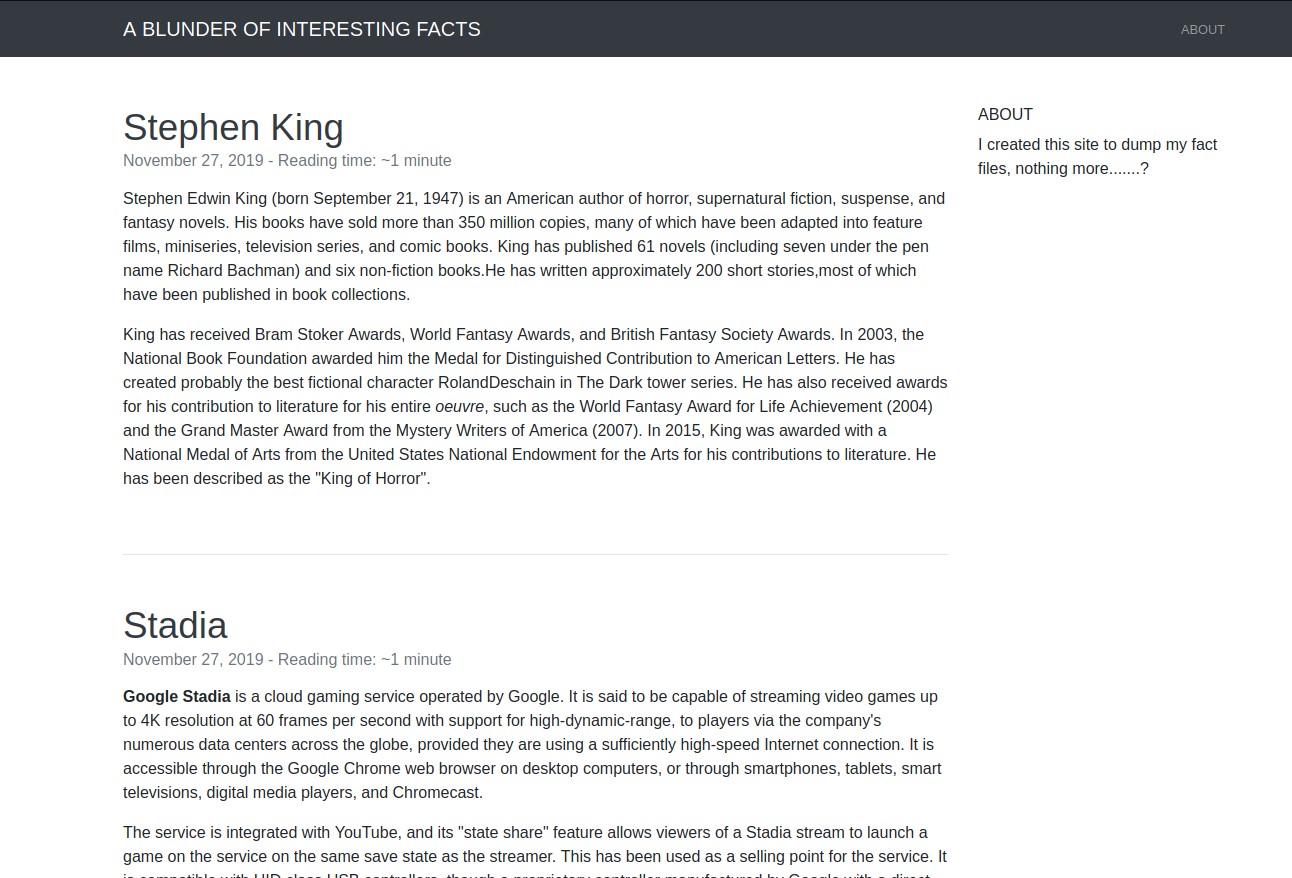 A BLUNDER OF INTERESTING FACTS
ABOUT
Stephen King
November 27, 2019 - Reading time: ~1 minute
Stephen Edwin King (born September 21, 1947) is an American author of horror, supernatural fiction, suspense, and
fantasy novels. His books have sold more than 350 million copies, many of which have been adapted into feature
films, miniseries, television series, and comic books. King has published 61 novels (including seven under the pen
name Richard Bachman) and six non-fiction books.He has written approximately 200 short stories,most of which
have been published in book collections.
King has received Bram Stoker Awards, World Fantasy Awards, and British Fantasy Society Awards. In 2003, the
National Book Foundation awarded him the Medal for Distinguished Contribution to American Letters. He has
created probably the best fictional character RolandDeschain in The Dark tower series. He has also received awards
for his contribution to literature for his entire oeuvre, such as the World Fantasy Award for Life Achievement (2004)
and the Grand Master Award from the Mystery Writers of America (2007). In 2015, King was awarded with a
National Medal of Arts from the United States National Endowment for the Arts for his contributions to literature. He
has been described as the "King of Horror".
Stadia
November 27, 2019 - Reading time: ~1 minute
Google Stadia is a cloud gaming service operated by Google. It is said to be capable of streaming video games up
to 4K resolution at 60 frames per second with support for high-dynamic-range, to players via the company's
numerous data centers across the globe, provided they are using a sufficiently high-speed Internet connection. It is
accessible through the Google Chrome web browser on desktop computers, or through smartphones, tablets, smart
televisions, digital media players, and Chromecast.
The service is integrated with YouTube, and its "state share" feature allows viewers of a Stadia stream to launch a
game on the service on the same save state as the streamer. This has been used as a selling point for the service. It
is compatible with HID class USB controllers, though a proprietary controller manufactured by Google with a direct
ABOUT
I created this site to dump my fact
files, nothing more.......?